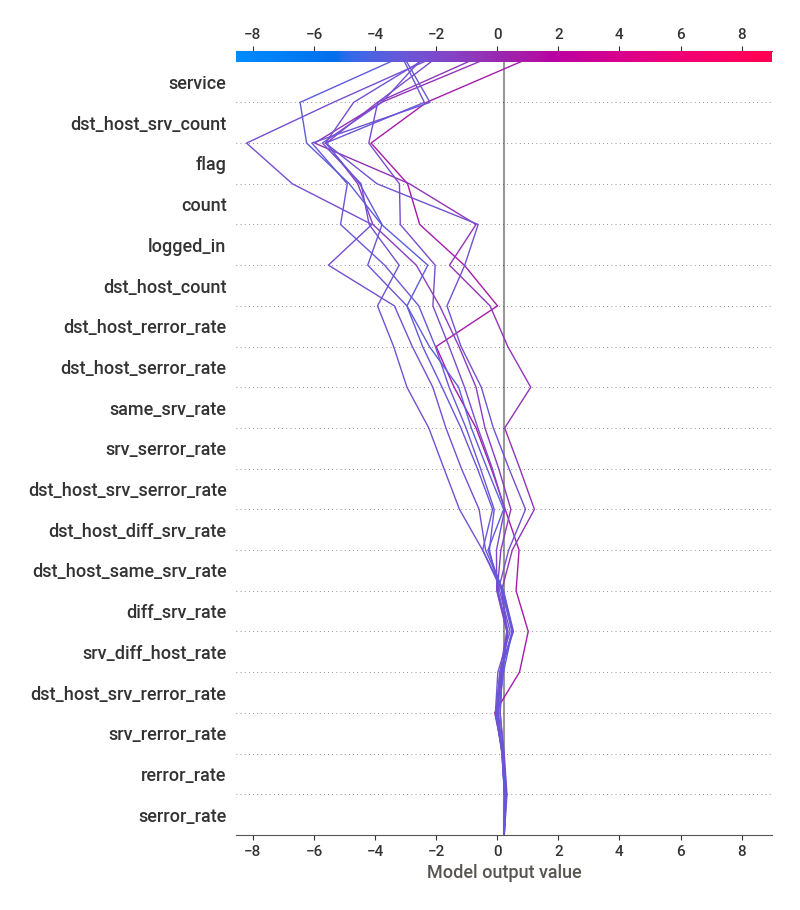 −8 −6 −4 −2 0 2 4 6 8
service
dst_host_srv_count
flag
count
logged_in
dst_host_count
dst_host_rerror_rate
dst_host_serror_rate
same_srv_rate
srv_serror_rate
dst_host_srv_serror_rate
dst_host_diff_srv_rate
dst_host_same_srv_rate
diff_srv_rate
srv_diff_host_rate
dst_host_srv_rerror_rate
srv_rerror_rate
rerror_rate
serror_rate
−8 −6 −4 −2 0 2 4 6 8
Model output value